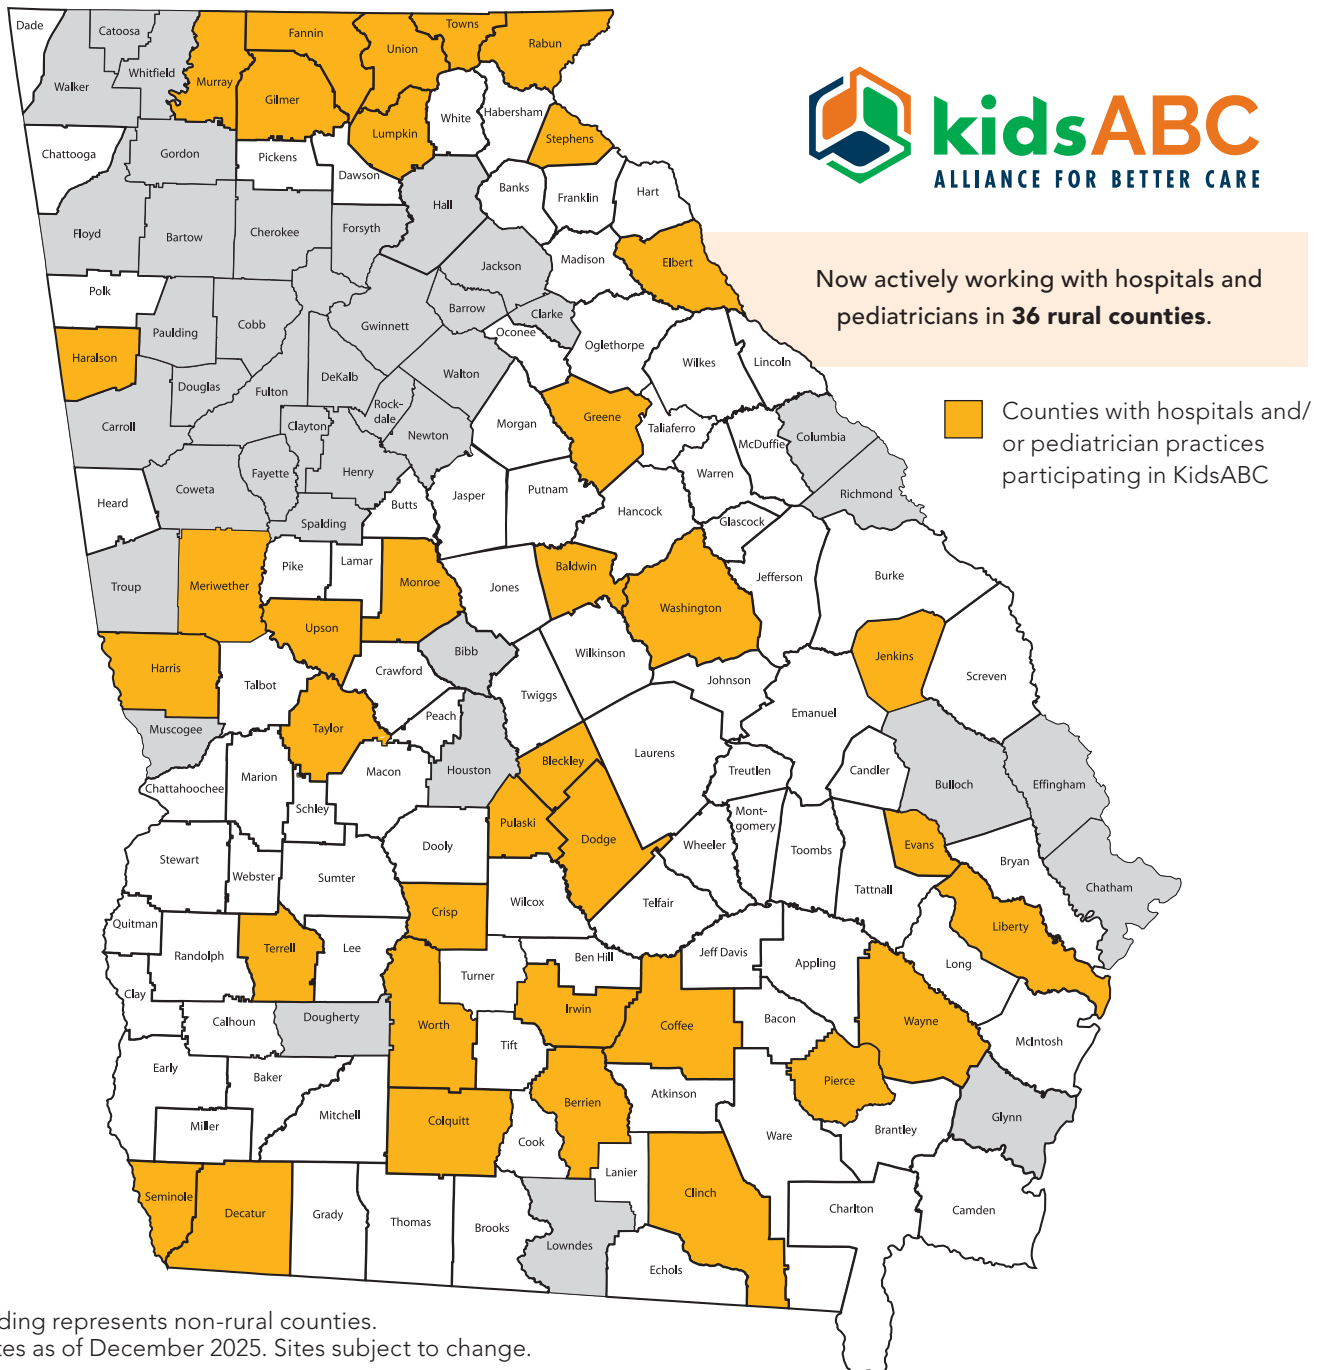 Dade
Catoosa
Fannin
Towns
Union
Rabun
Whitfield
Walker
Murray
Gilmer
White
Habersham
Lumpkin
Stephens
Chattooga
Gordon
Pickens
Dawson
Banks
Franklin
Hart
Hall
Floyd
Bartow
Cherokee
Forsyth
Madison
Elbert
Jackson
Polk
Barrow
Clarke
Paulding
Cobb
Gwinnett
Oconee
Oglethorpe
Haralson
Wilkes
Lincoln
Douglas
Fulton
DeKalb
Walton
Rock-
dale
Greene
Carroll
Clayton
Newton
Morgan
Taliaferro
McDuffie
Columbia
Fayette
Henry
Warren
Coweta
Heard
Butts
Jasper
Putnam
Richmond
Spalding
Hancock
Glascock
Pike
Lamar
Baldwin
Troup
Meriwether
Monroe
Jones
Jefferson
Burke
Washington
Upson
Bibb
Wilkinson
Jenkins
Harris
Crawford
Johnson
Screven
Talbot
Twiggs
Peach
Emanuel
Muscogee
Taylor
Laurens
Bleckley
Macon
Houston
Treutlen
Candler
Marion
Chattahoochee
Bulloch
Effingham
Schley
Mont-
gomery
Pulaski
Dodge
Wheeler
Toombs
Evans
Dooly
Stewart
Bryan
Webster
Sumter
Chatham
Tattnall
Wilcox
Telfair
Crisp
Quitman
Liberty
Terrell
Lee
Randolph
Ben Hill
Jeff Davis
Appling
Long
Turner
Clay
Irwin
Dougherty
Calhoun
Worth
Coffee
Bacon
Wayne
Tift
McIntosh
Early
Baker
Pierce
Atkinson
Berrien
Mitchell
Colquitt
Miller
Glynn
Cook
Ware
Brantley
Lanier
Seminole
Clinch
Decatur
Grady
Thomas
Brooks
Charlton
Camden
Lowndes
Echols
kidsABC
ALLIANCE FOR BETTER CARE
Now actively working with hospitals and
pediatricians in 36 rural counties.
Counties with hospitals and/
or pediatrician practices
participating in KidsABC
ding represents non-rural counties.
tes as of December 2025. Sites subject to change.